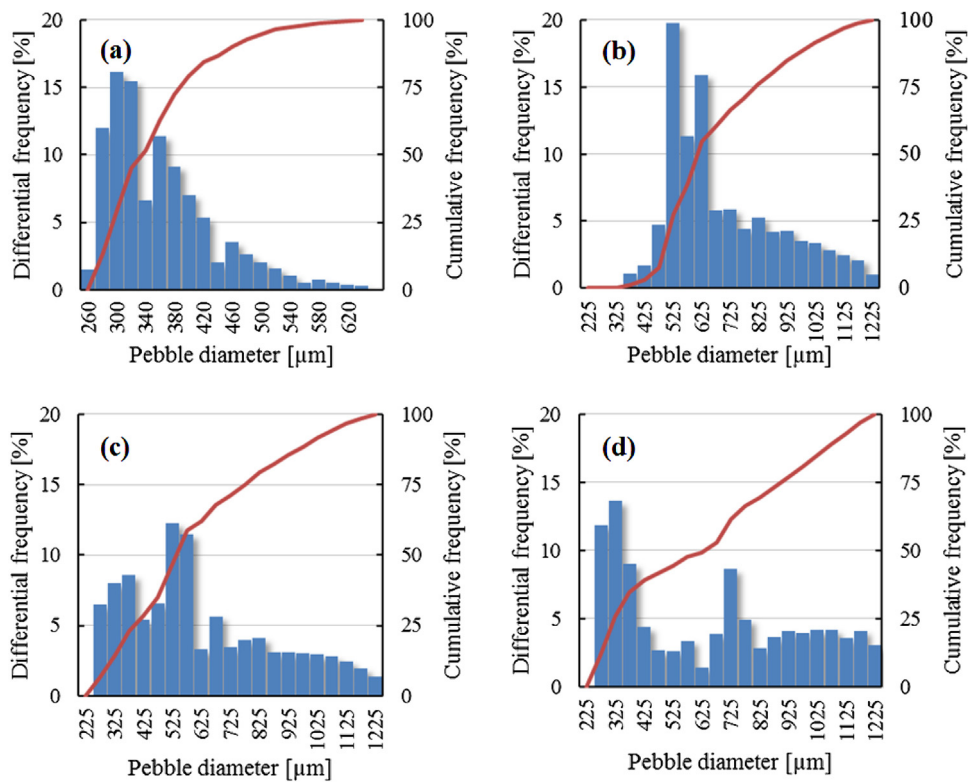 (a)
Differential frequency [%]
20
15
10
5
0
Cumulative frequency [%]
100
75
50
25
0
260 300 340 380 420 460 500 540 580 620
Pebble diameter [µm]
(b)
Differential frequency [%]
20
15
10
5
0
Cumulative frequency [%]
100
75
50
25
0
225 325 425 525 625 725 825 925 1025 1125 1225
Pebble diameter [µm]
(c)
Differential frequency [%]
20
15
10
5
0
Cumulative frequency [%]
100
75
50
25
0
225 325 425 525 625 725 825 925 1025 1125 1225
Pebble diameter [µm]
(d)
Differential frequency [%]
20
15
10
5
0
Cumulative frequency [%]
100
75
50
25
0
225 325 425 525 625 725 825 925 1025 1125 1225
Pebble diameter [µm]